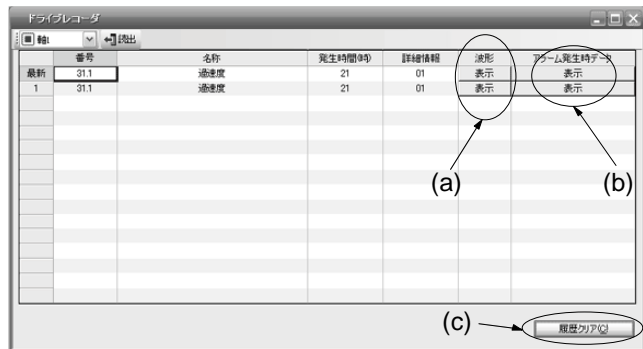 ドライブレコーダ
軸1 読出
番号 名称 発生時間(時) 詳細情報 波形 アラーム発生時データ
最新 31.1 過速度 21 01 表示 表示
1 31.1 過速度 21 01 表示 表示
(a) (b)
(c) 履歴クリア(C)